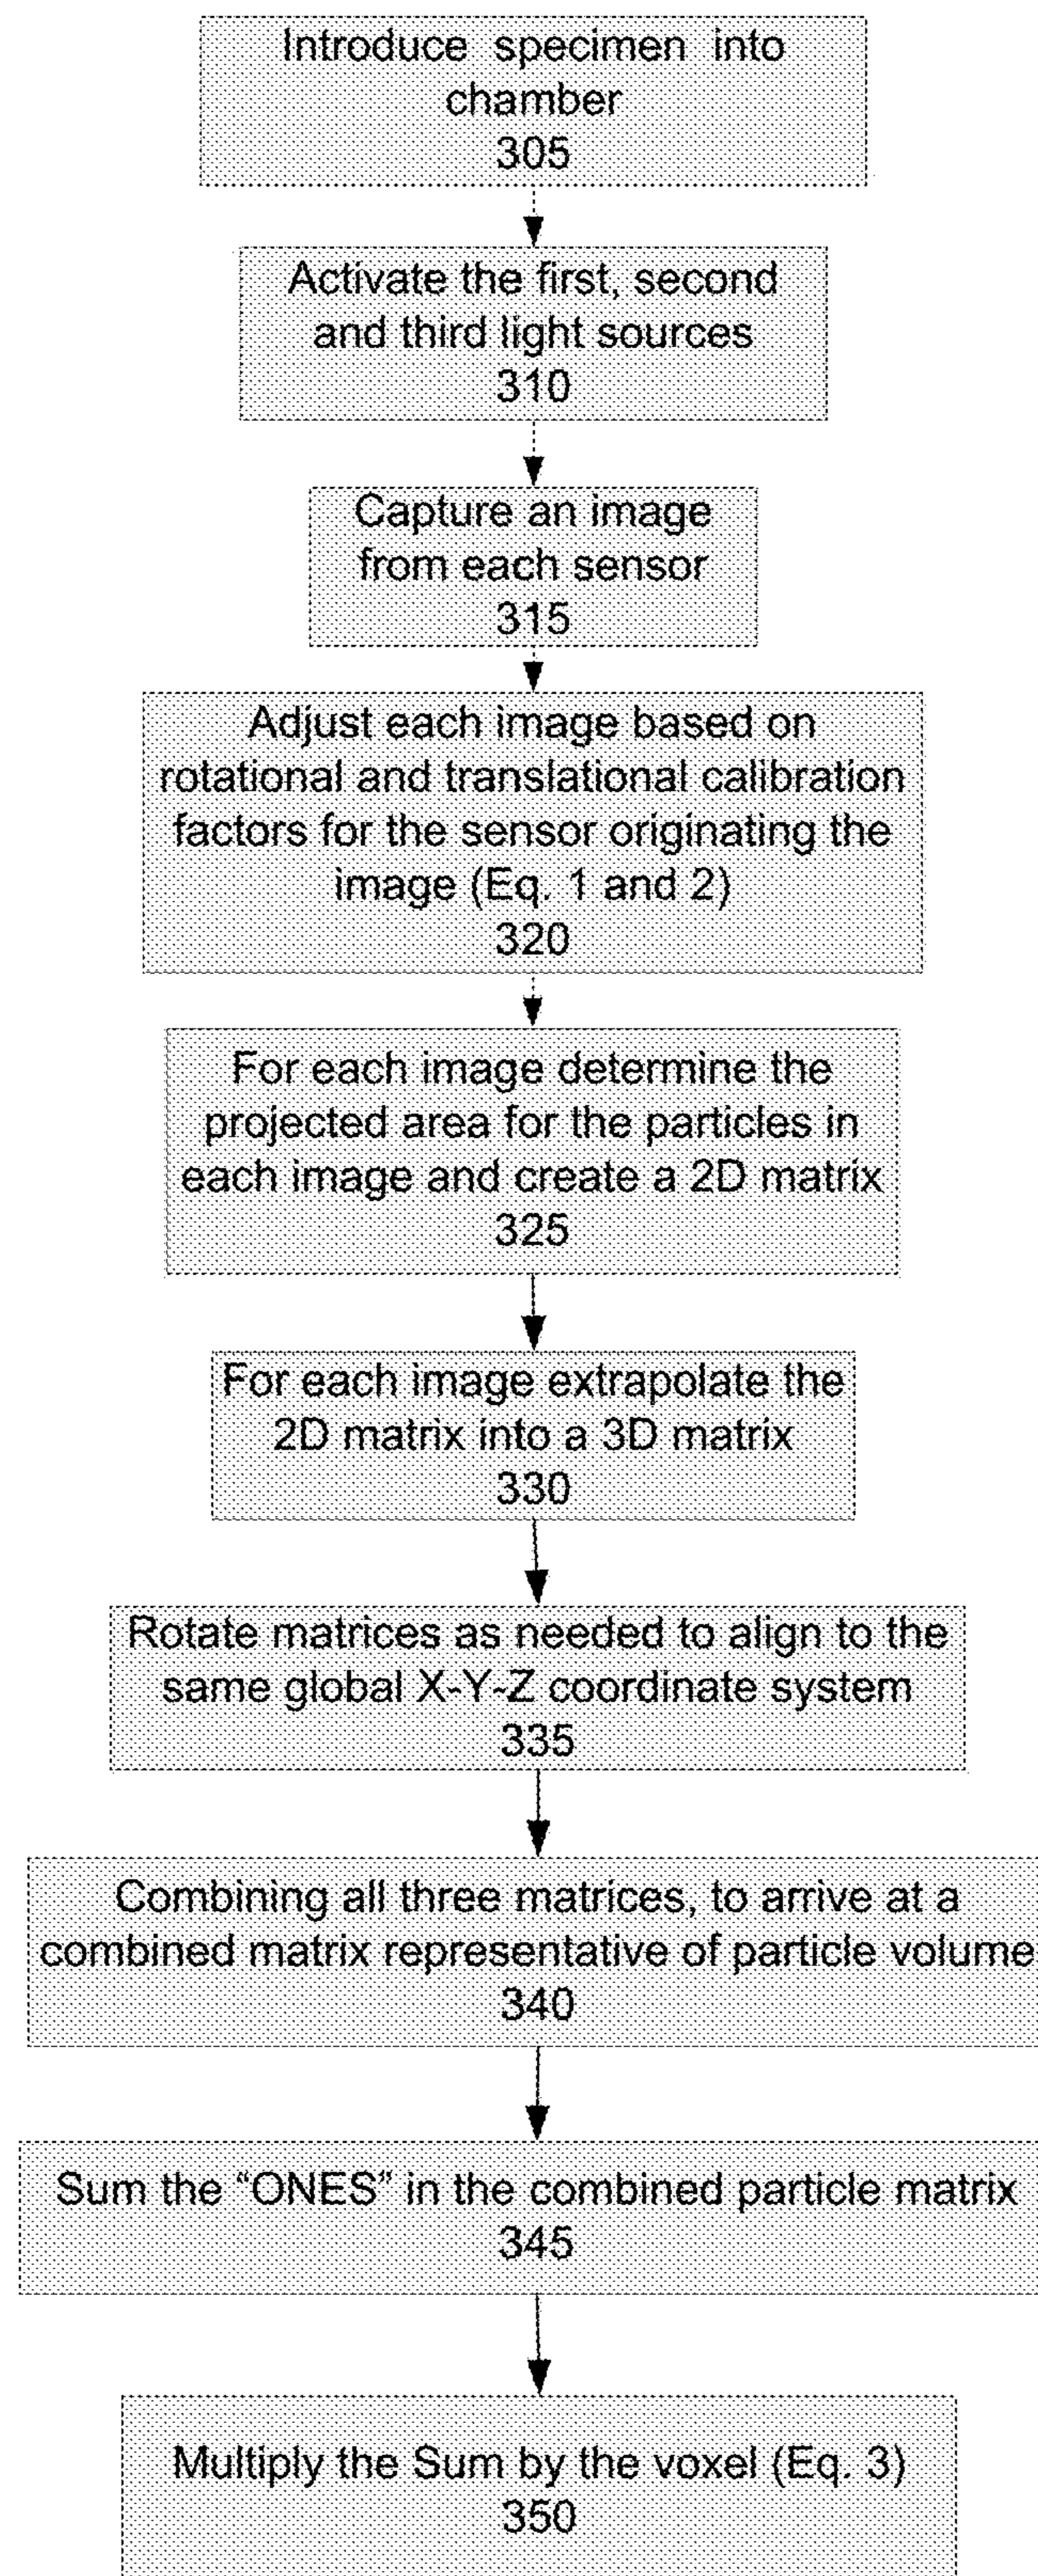 Introduce specimen into
chamber
305
Activate the first, second
and third light sources
310
Capture an image
from each sensor
315
Adjust each image based on
rotational and translational calibration
factors for the sensor originating the
image (Eq. 1 and 2)
320
For each image determine the
projected area for the particles in
each image and create a 2D matrix
325
For each image extrapolate the
2D matrix into a 3D matrix
330
Rotate matrices as needed to align to the
same global X-Y-Z coordinate system
335
Combining all three matrices, to arrive at a
combined matrix representative of particle volume
340
Sum the “ONES” in the combined particle matrix
345
Multiply the Sum by the voxel (Eq. 3)
350